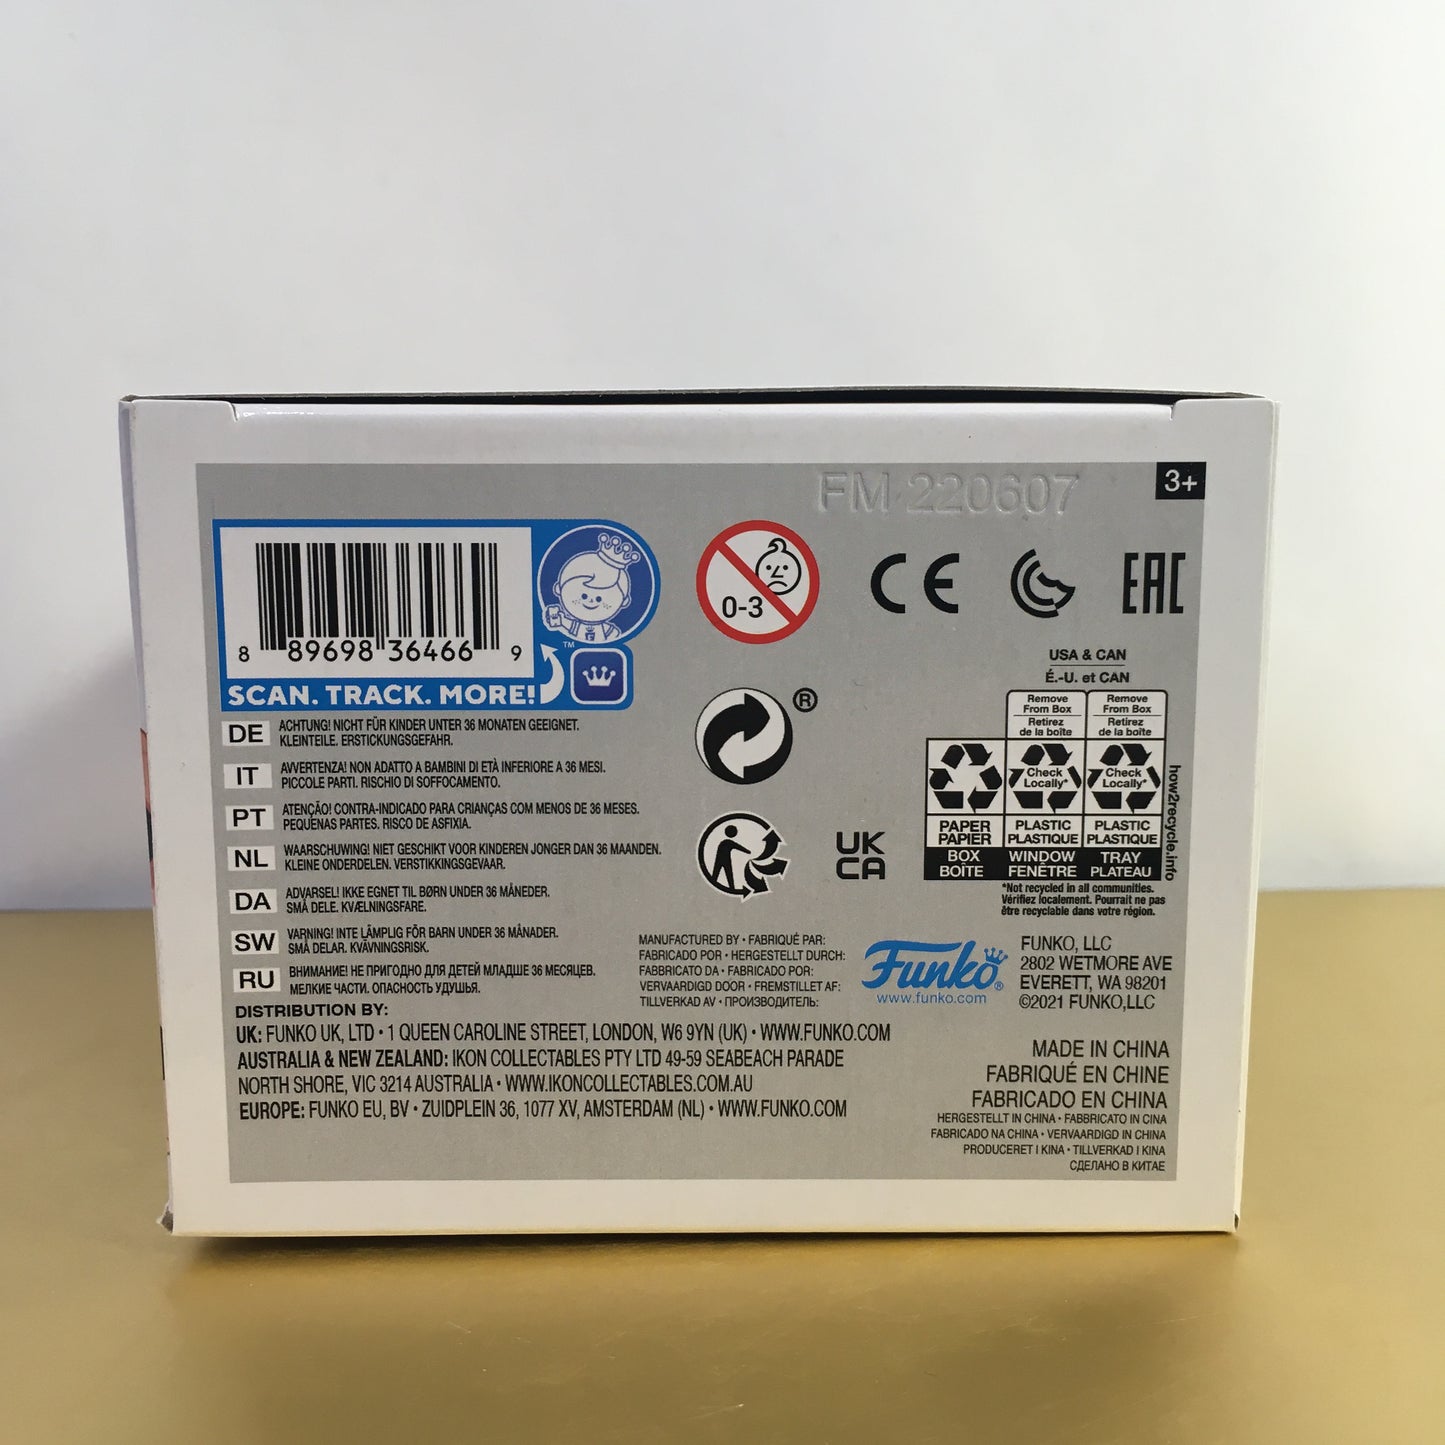 FM 220607
3+
8 89698 36466 9
™
SCAN. TRACK. MORE!
0-3
CE
EAC
DE ACHTUNG! NICHT FÜR KINDER UNTER 36 MONATEN GEEIGNET.
KLEINTEILE. ERSTICKUNGSGEFAHR.
IT AVVERTENZA! NON ADATTO A BAMBINI DI ETÀ INFERIORE A 36 MESI.
PICCOLE PARTI. RISCHIO DI SOFFOCAMENTO.
PT ATENÇÃO! CONTRA-INDICADO PARA CRIANÇAS COM MENOS DE 36 MESES.
PEQUENAS PARTES. RISCO DE ASFIXIA.
NL WAARSCHUWING! NIET GESCHIKT VOOR KINDEREN JONGER DAN 36 MAANDEN.
KLEINE ONDERDELEN. VERSTIKKINGSGEVAAR.
DA ADVARSEL! IKKE EGNET TIL BØRN UNDER 36 MÅNEDER.
SMÅ DELE. KVÆLNINGSFARE.
SW VARNING! INTE LÄMPLIG FÖR BARN UNDER 36 MÅNADER.
SMÅ DELAR. KVÄVNINGSRISK.
RU ВНИМАНИЕ! НЕ ПРИГОДНО ДЛЯ ДЕТЕЙ МЛАДШЕ 36 МЕСЯЦЕВ.
МЕЛКИЕ ЧАСТИ. ОПАСНОСТЬ УДУШЬЯ.
®
UK
CA
USA & CAN
É.-U. et CAN
Remove From Box
Retirez de la boîte
Remove From Box
Retirez de la boîte
Check Locally*
Check Locally*
PAPER PAPIER
PLASTIC PLASTIQUE
PLASTIC PLASTIQUE
BOX BOÎTE
WINDOW FENÊTRE
TRAY PLATEAU
how2recycle.info
*Not recycled in all communities.
Vérifiez localement. Pourrait ne pas
être recyclable dans votre région.
MANUFACTURED BY • FABRIQUÉ PAR:
FABRICADO POR • HERGESTELLT DURCH:
FABBRICATO DA • FABRICADO POR:
VERVAARDIGD DOOR • FREMSTILLET AF:
TILLVERKAD AV • ПРОИЗВОДИТЕЛЬ:
Funko®
www.funko.com
FUNKO, LLC
2802 WETMORE AVE
EVERETT, WA 98201
©2021 FUNKO,LLC
DISTRIBUTION BY:
UK: FUNKO UK, LTD • 1 QUEEN CAROLINE STREET, LONDON, W6 9YN (UK) • WWW.FUNKO.COM
AUSTRALIA & NEW ZEALAND: IKON COLLECTABLES PTY LTD 49-59 SEABEACH PARADE
NORTH SHORE, VIC 3214 AUSTRALIA • WWW.IKONCOLLECTABLES.COM.AU
EUROPE: FUNKO EU, BV • ZUIDPLEIN 36, 1077 XV, AMSTERDAM (NL) • WWW.FUNKO.COM
MADE IN CHINA
FABRIQUÉ EN CHINE
FABRICADO EN CHINA
HERGESTELLT IN CHINA • FABBRICATO IN CINA
FABRICADO NA CHINA • VERVAARDIGD IN CHINA
PRODUCERET I KINA • TILLVERKAD I KINA
СДЕЛАНО В КИТАЕ